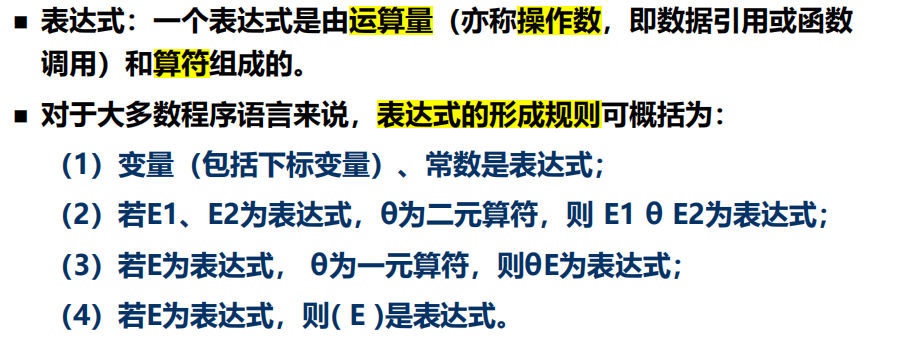 ▪ 表达式：一个表达式是由运算量（亦称操作数，即数据引用或函数
调用）和算符组成的。
▪ 对于大多数程序语言来说，表达式的形成规则可概括为：
（1）变量（包括下标变量）、常数是表达式；
（2）若E1、E2为表达式，θ为二元算符，则 E1 θ E2为表达式；
（3）若E为表达式， θ为一元算符，则θE为表达式；
（4）若E为表达式，则( E )是表达式。